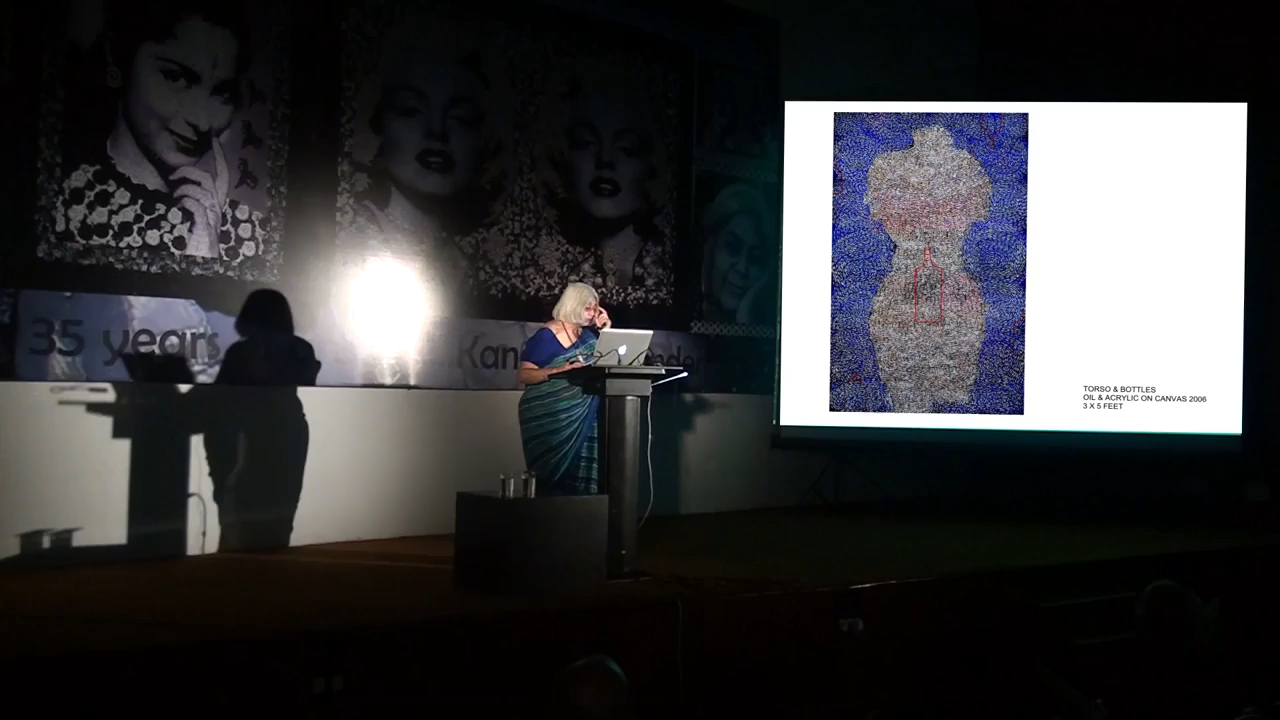 35 years
Kan
TORSO & BOTTLES
OIL & ACRYLIC ON CANVAS 2006
3 X 5 FEET